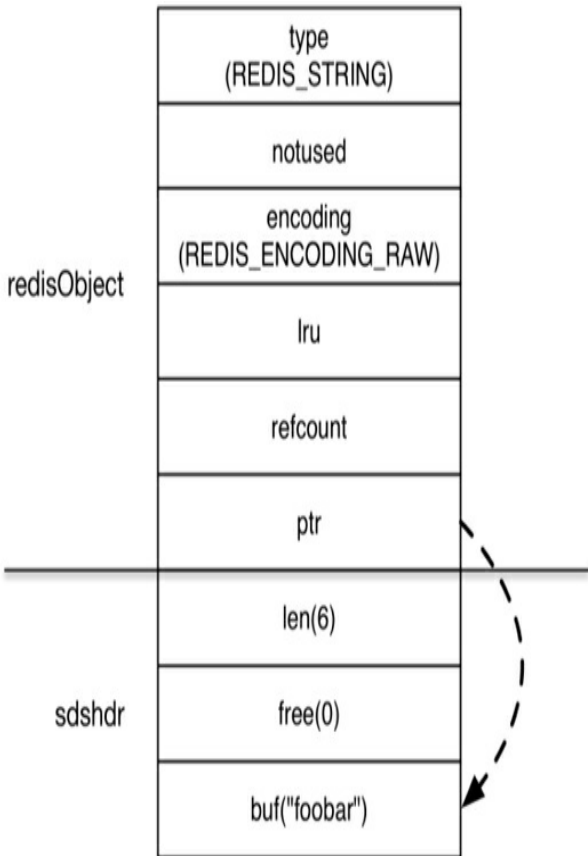 type
(REDIS_STRING)
notused
encoding
(REDIS_ENCODING_RAW)
redisObject
lru
refcount
ptr
len(6)
sdshdr
free(0)
buf("foobar")